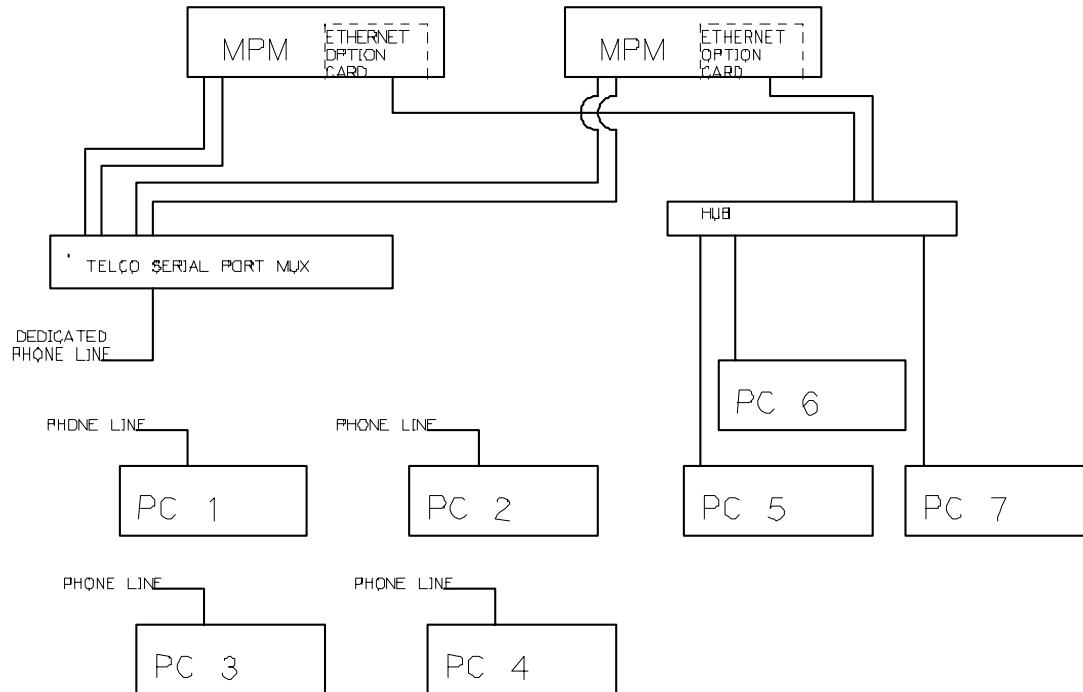 MPM
ETHERNET
OPTION
CARD
MPM
ETHERNET
OPTION
CARD
HUB
TELCO SERIAL PORT MUX
DEDICATED
PHONE LINE
PC 6
PHONE LINE
PHONE LINE
PC 1
PC 2
PC 5
PC 7
PHONE LINE
PHONE LINE
PC 3
PC 4